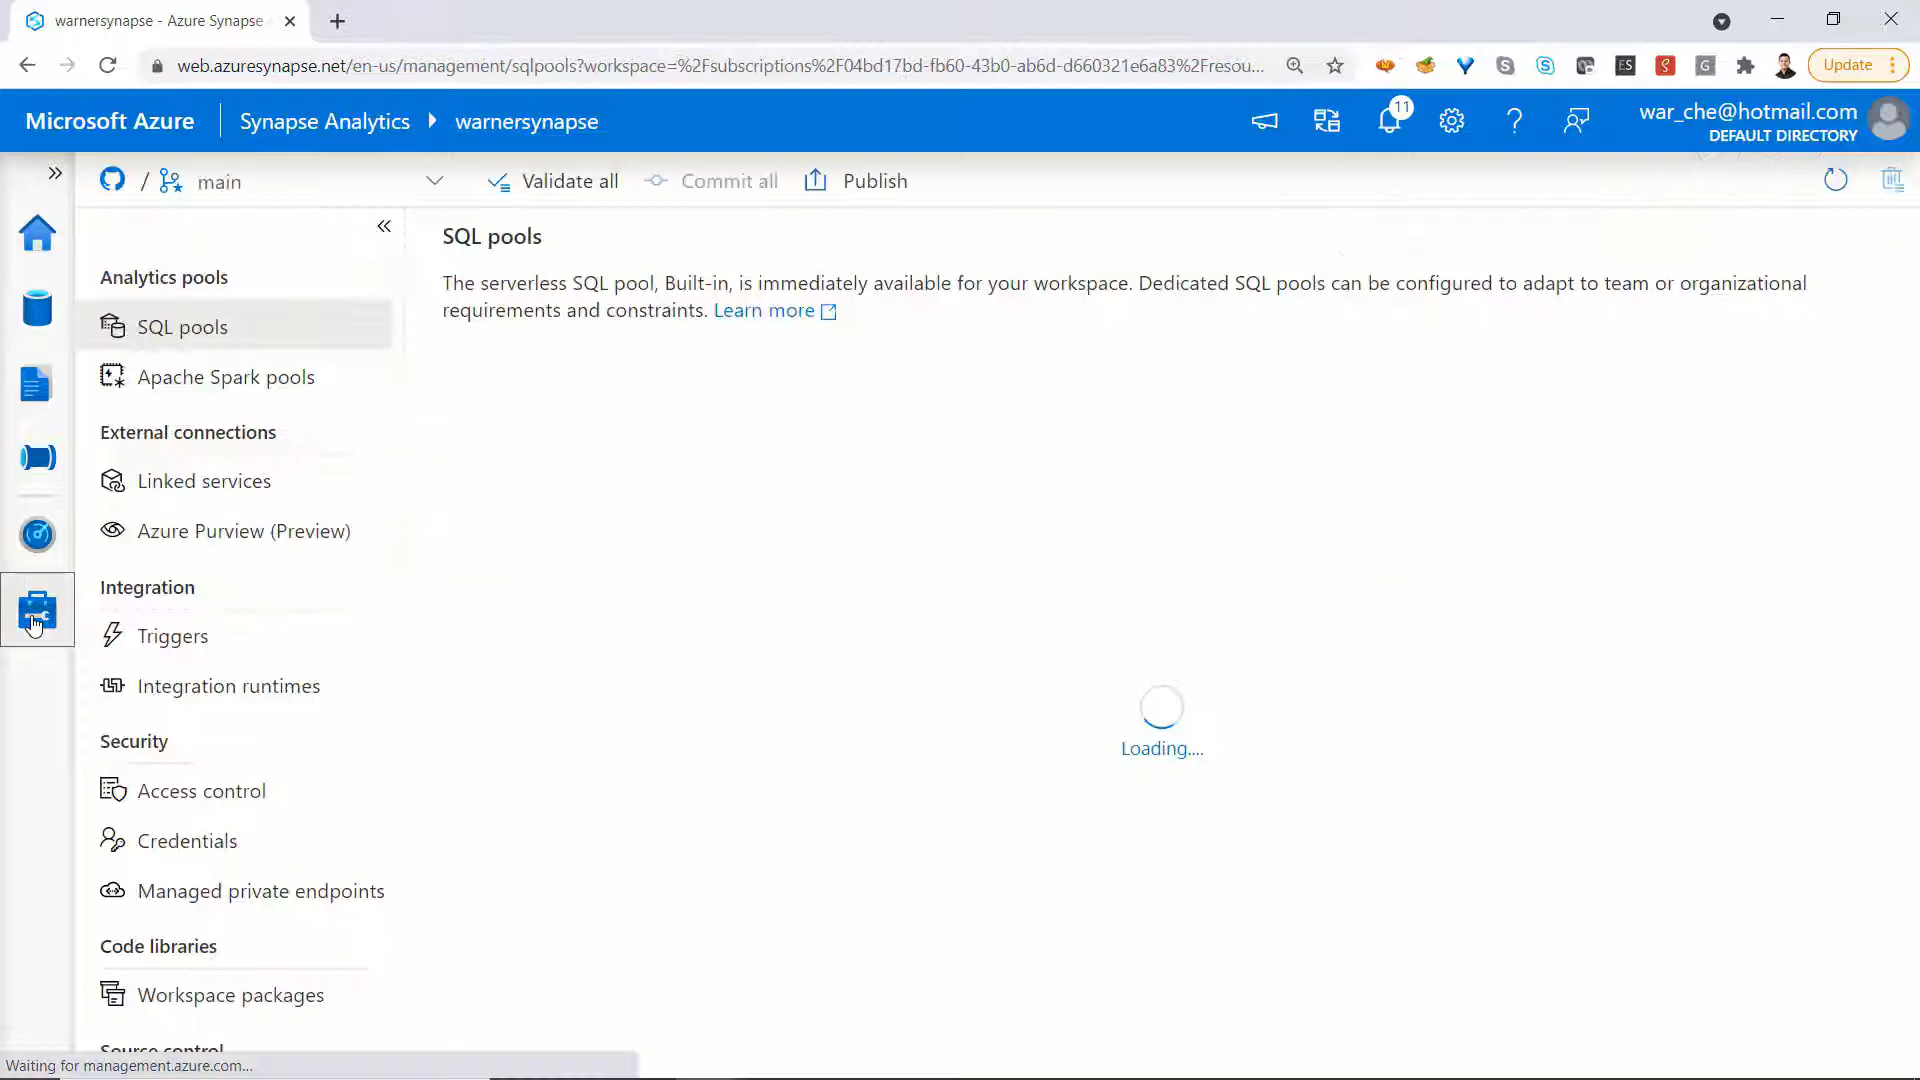 warnersynapse - Azure Synapse
web.azuresynapse.net/en-us/management/sqlpools?workspace=%2Fsubscriptions%2F04bd17bd-fb60-43b0-ab6d-d660321e6a83%2Fresou...
ES
S
G
Update
Microsoft Azure
Synapse Analytics
warnersynapse
11
war_che@hotmail.com
DEFAULT DIRECTORY
/
main
Validate all
Commit all
Publish
SQL pools
The serverless SQL pool, Built-in, is immediately available for your workspace. Dedicated SQL pools can be configured to adapt to team or organizational
requirements and constraints. Learn more
Analytics pools
SQL pools
Apache Spark pools
External connections
Linked services
Azure Purview (Preview)
Integration
Triggers
Integration runtimes
Security
Access control
Credentials
Managed private endpoints
Code libraries
Workspace packages
Source control
Loading....
Waiting for management.azure.com...